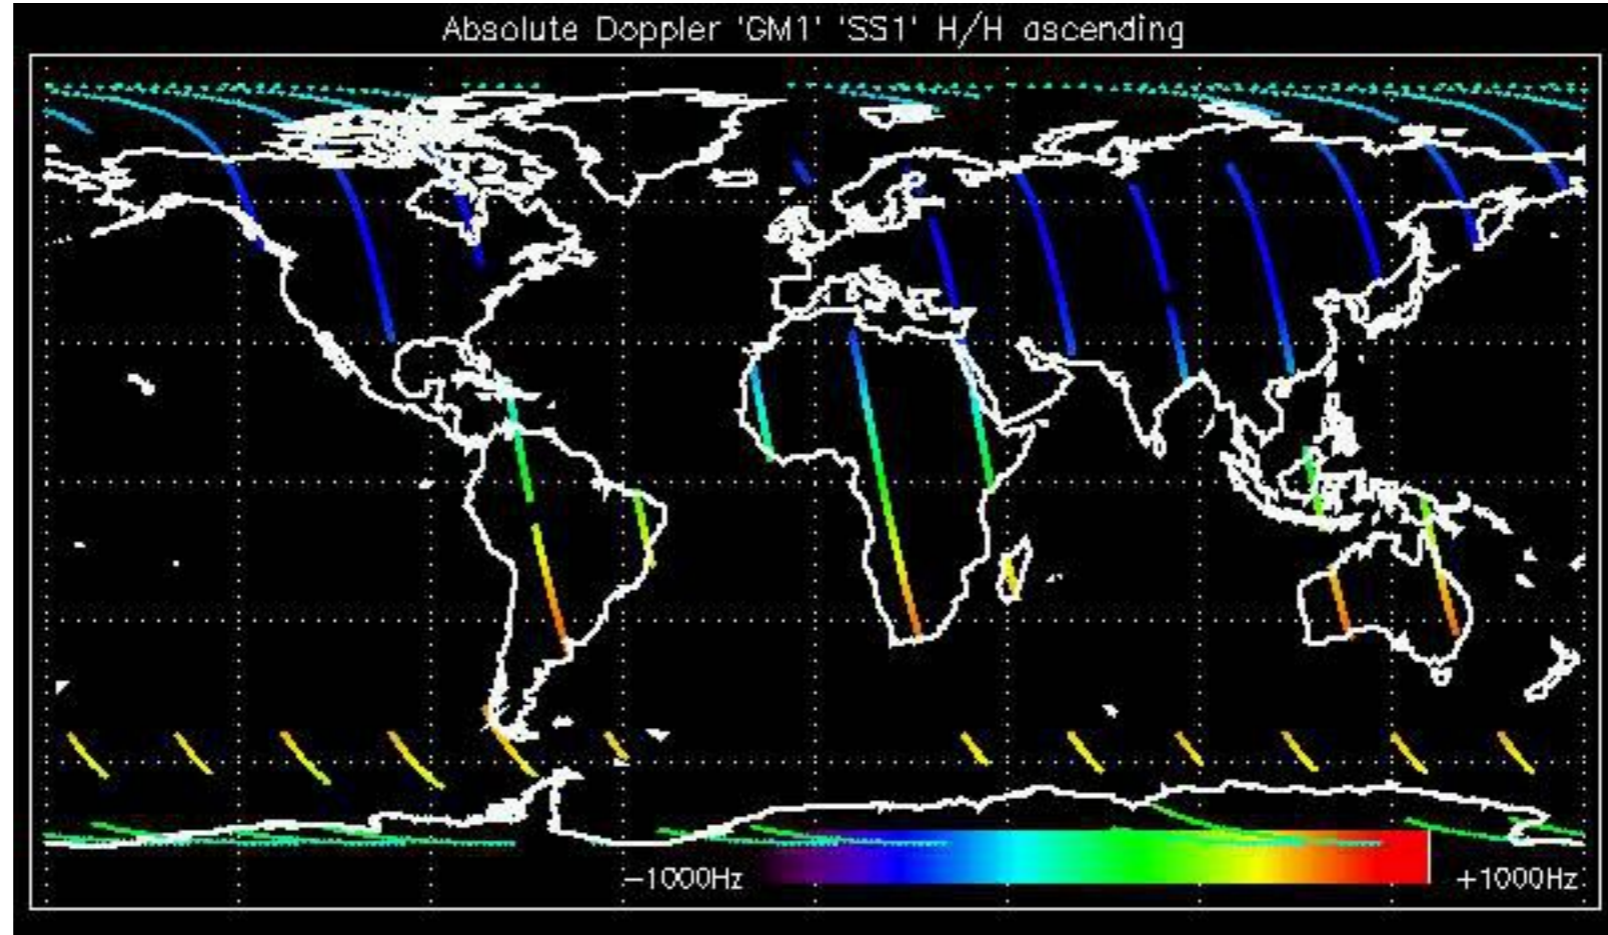 Absolute Doppler 'GM1' 'SS1' H/H ascending
−1000Hz +1000Hz